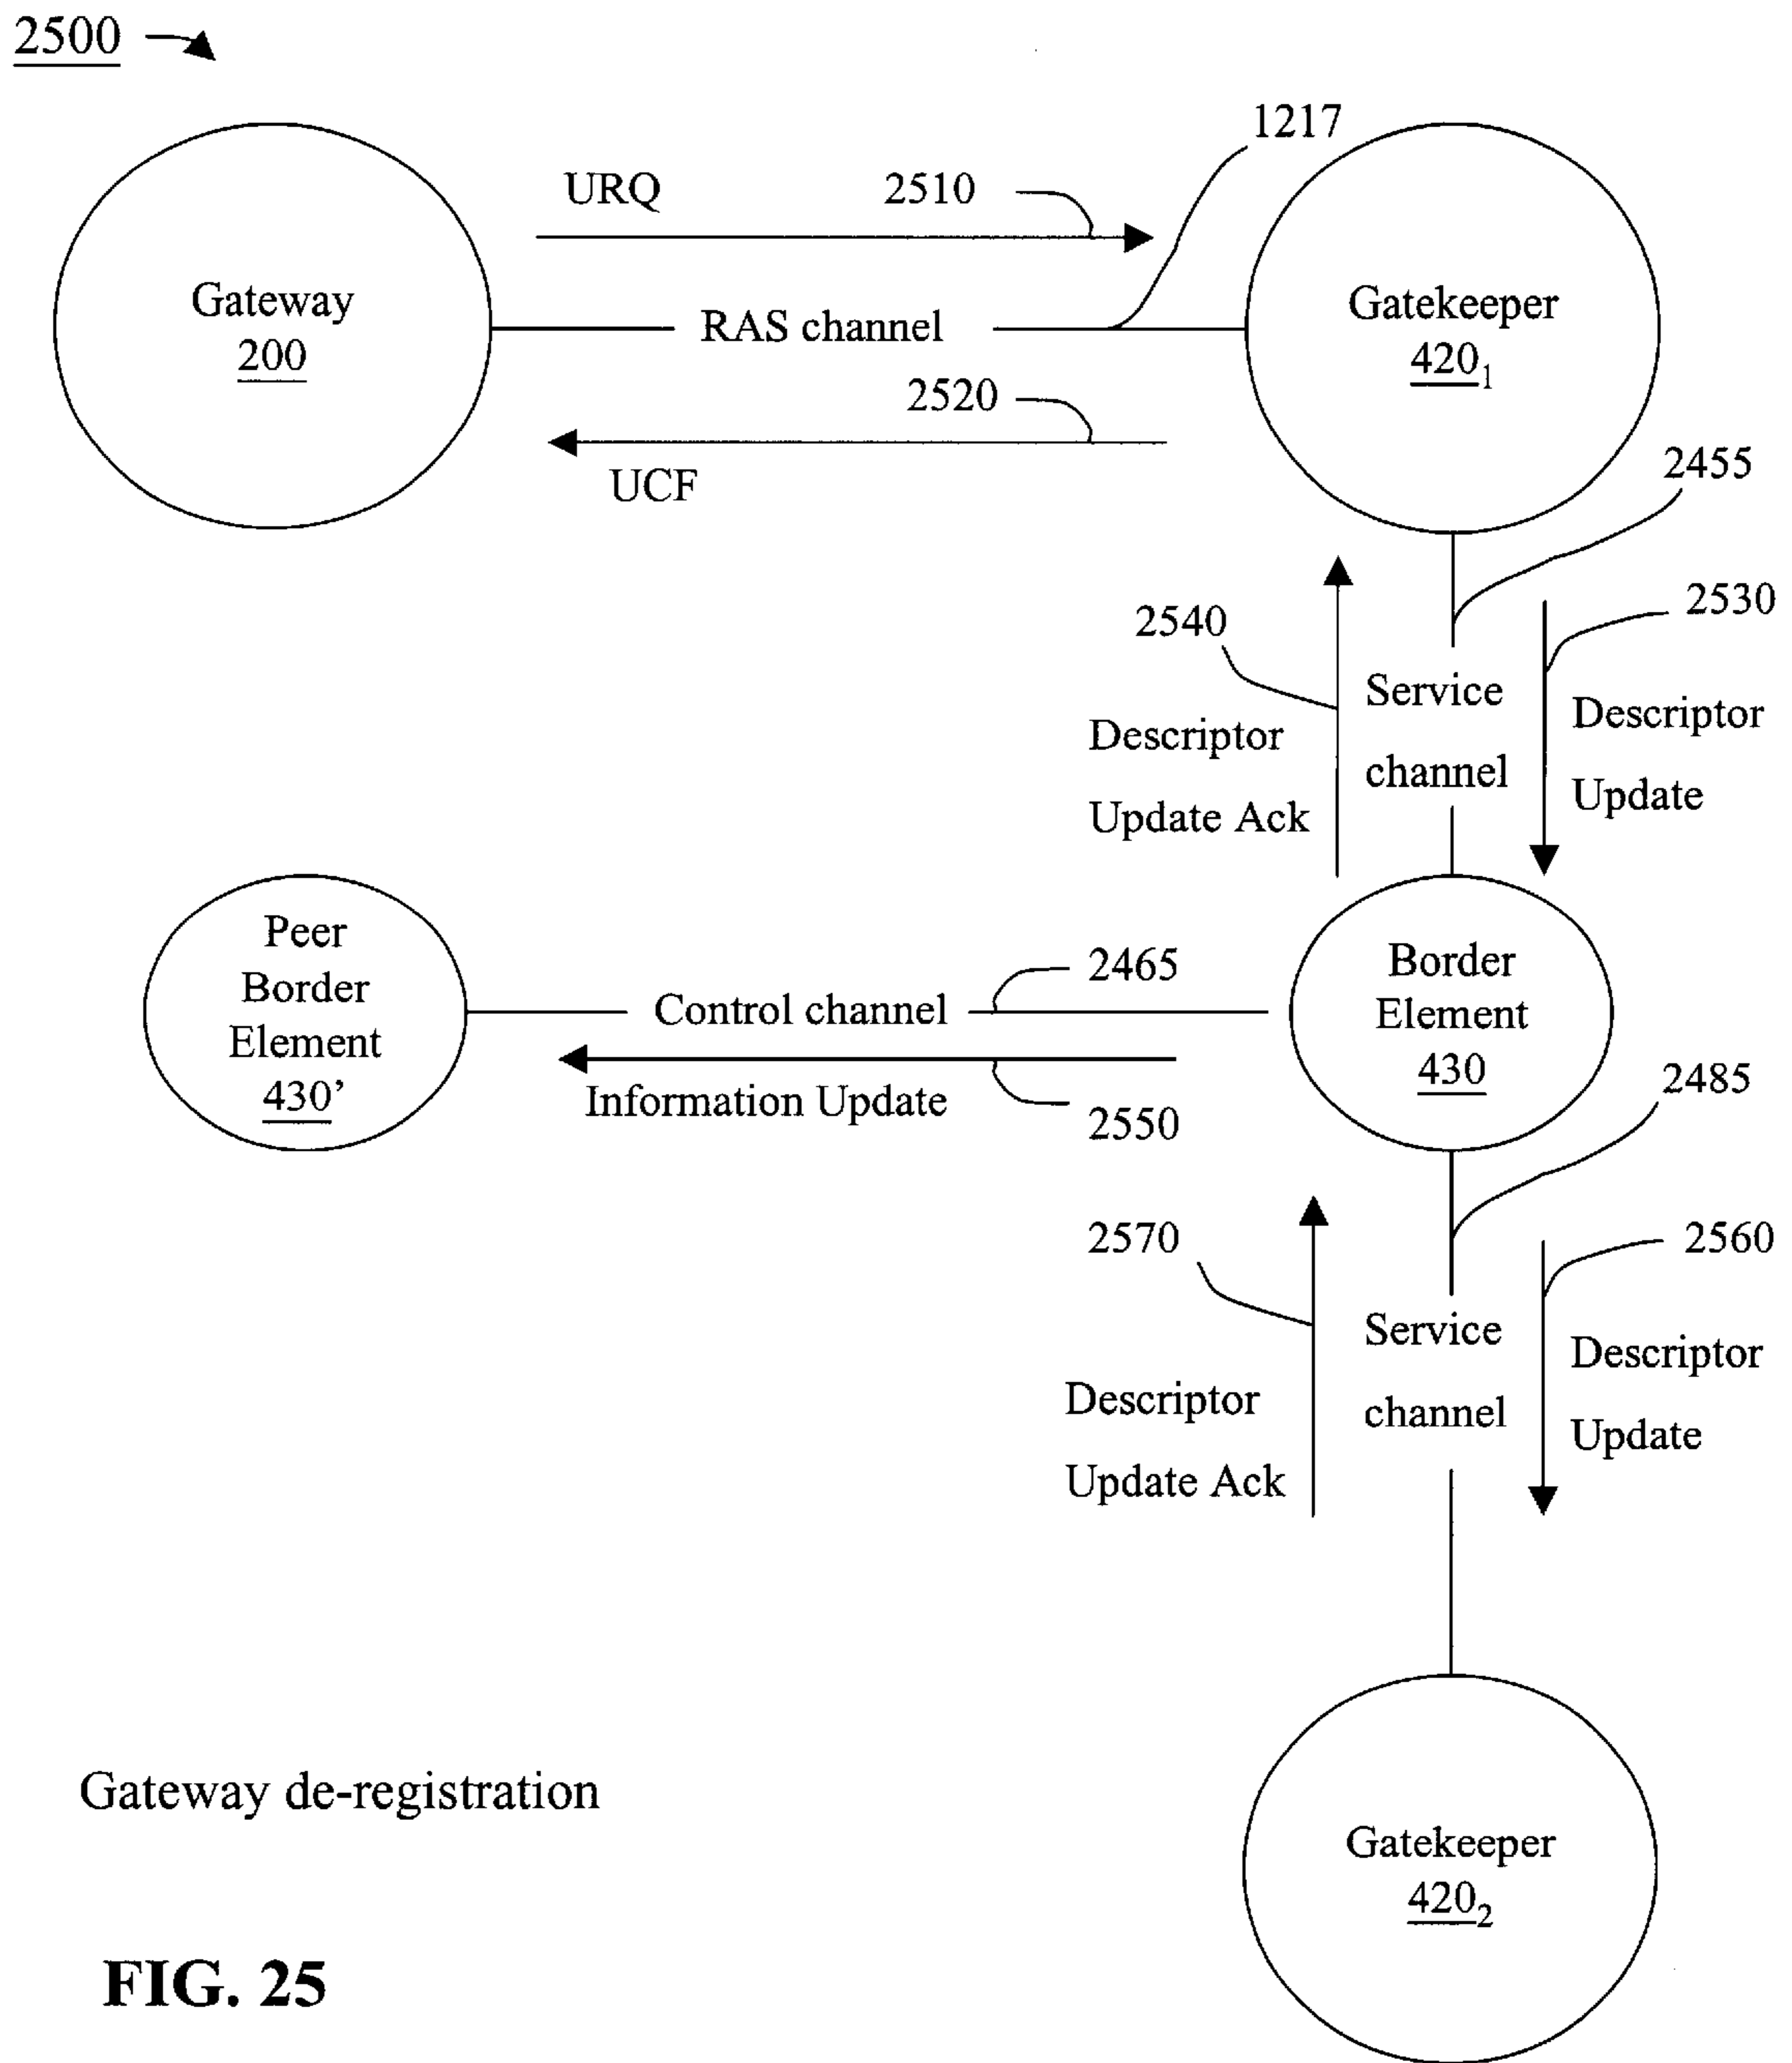 2500
1217
URQ
2510
Gateway
200
RAS channel
Gatekeeper
420₁
2520
UCF
2455
2540
2530
Service
channel
Descriptor
Update Ack
Descriptor
Update
Peer
Border
Element
430’
2465
Control channel
Border
Element
430
Information Update
2550
2485
2570
2560
Service
channel
Descriptor
Update Ack
Descriptor
Update
Gateway de-registration
Gatekeeper
420₂
FIG. 25